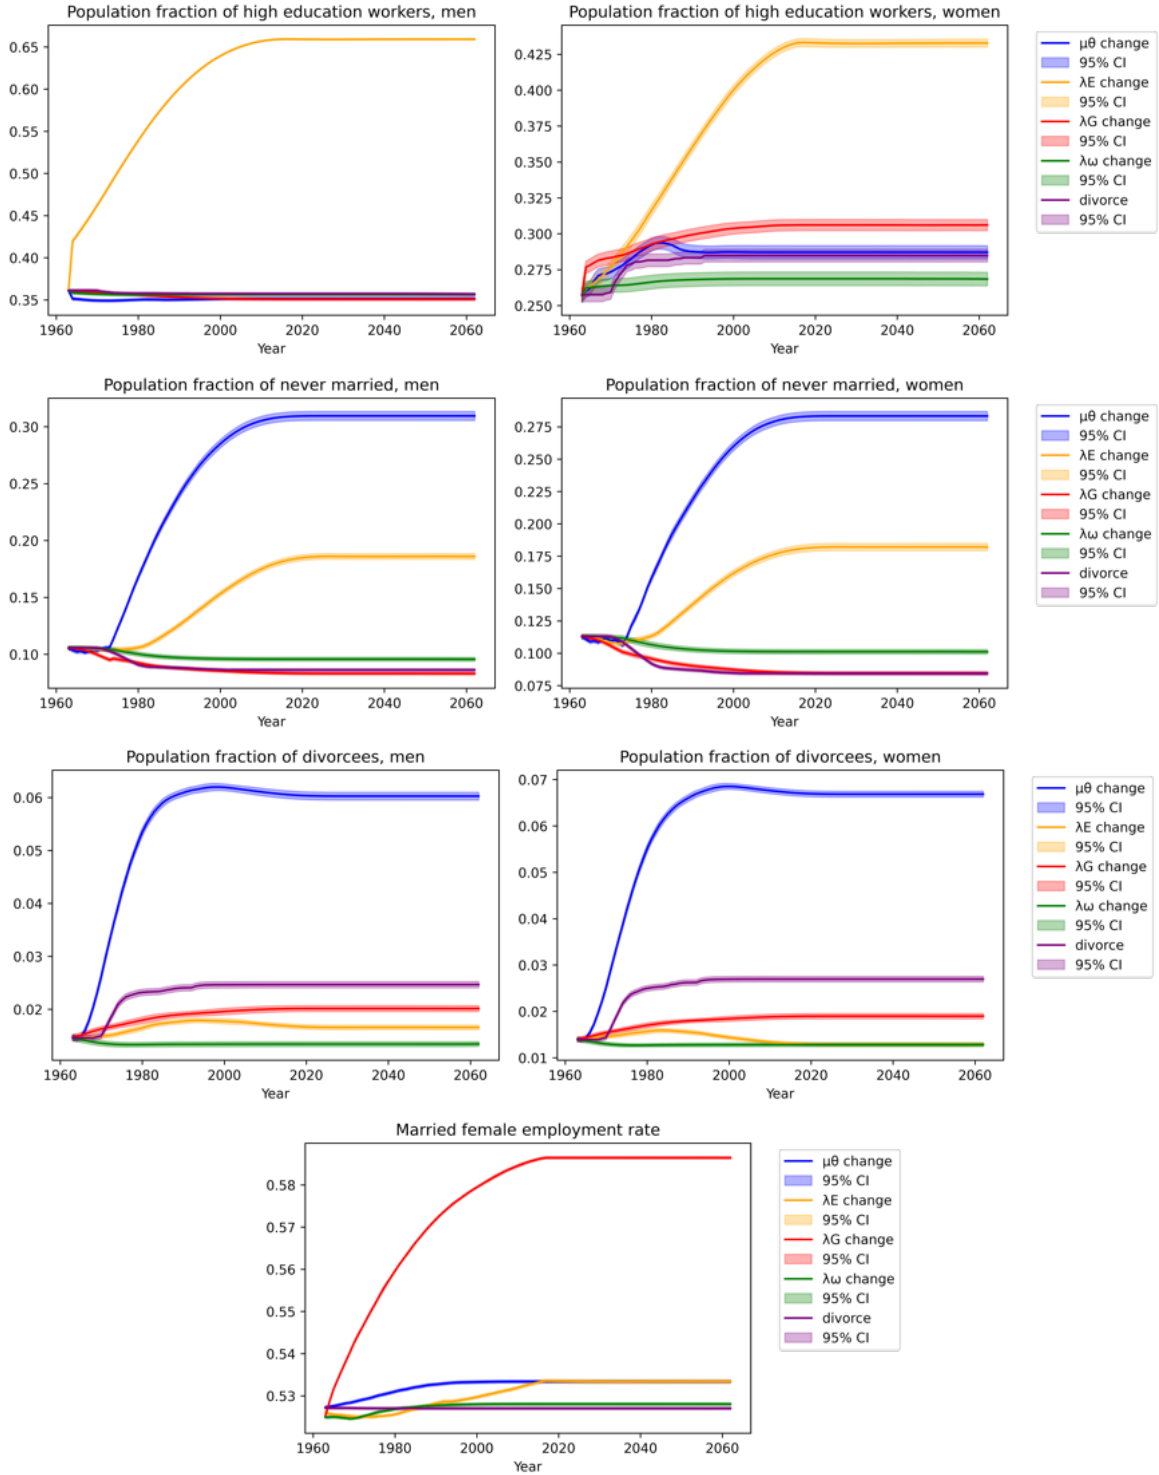 Population fraction of high education workers, men
0.65
0.60
0.55
0.50
0.45
0.40
0.35
1960 1980 2000 2020 2040 2060
Year
Population fraction of high education workers, women
0.425
0.400
0.375
0.350
0.325
0.300
0.275
0.250
1960 1980 2000 2020 2040 2060
Year
μθ change
95% CI
λE change
95% CI
λG change
95% CI
λω change
95% CI
divorce
95% CI
Population fraction of never married, men
0.30
0.25
0.20
0.15
0.10
1960 1980 2000 2020 2040 2060
Year
Population fraction of never married, women
0.275
0.250
0.225
0.200
0.175
0.150
0.125
0.100
0.075
1960 1980 2000 2020 2040 2060
Year
μθ change
95% CI
λE change
95% CI
λG change
95% CI
λω change
95% CI
divorce
95% CI
Population fraction of divorcees, men
0.06
0.05
0.04
0.03
0.02
1960 1980 2000 2020 2040 2060
Year
Population fraction of divorcees, women
0.07
0.06
0.05
0.04
0.03
0.02
0.01
1960 1980 2000 2020 2040 2060
Year
μθ change
95% CI
λE change
95% CI
λG change
95% CI
λω change
95% CI
divorce
95% CI
Married female employment rate
0.58
0.57
0.56
0.55
0.54
0.53
1960 1980 2000 2020 2040 2060
Year
μθ change
95% CI
λE change
95% CI
λG change
95% CI
λω change
95% CI
divorce
95% CI